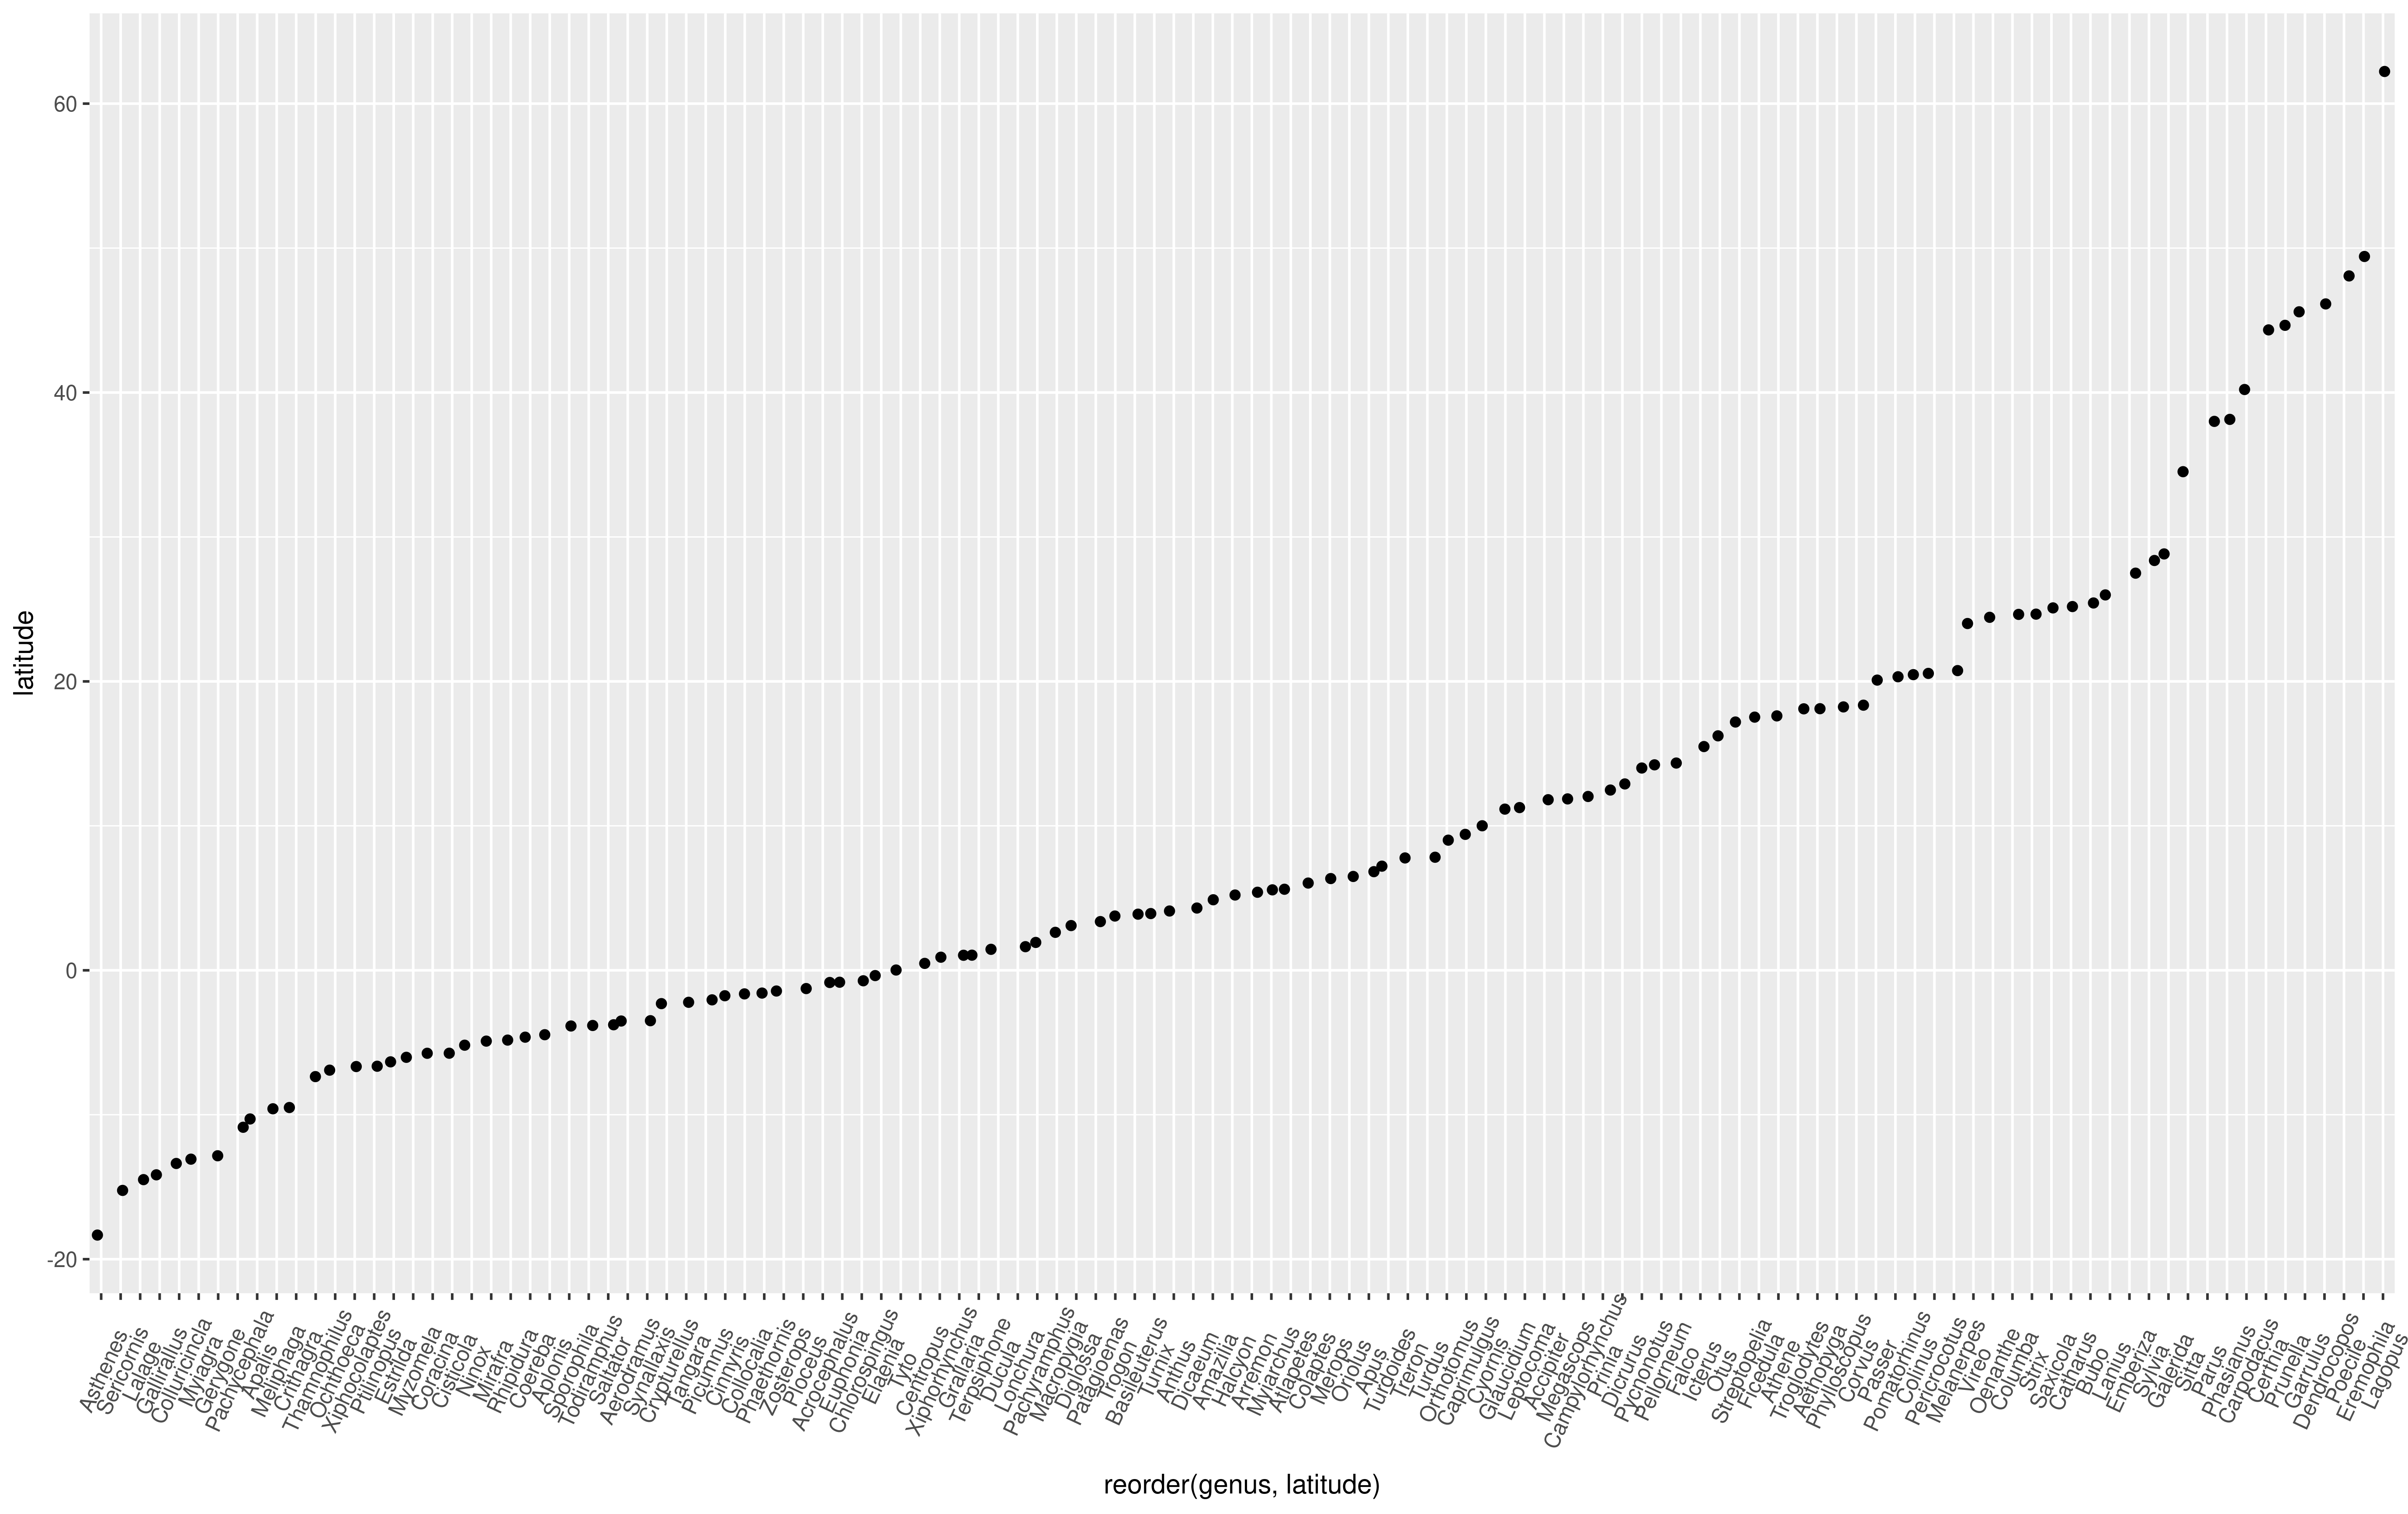 60
40
20
0
-20
latitude
Asthenes
Sericornis
Lalage
Gallirallus
Colluricincla
Myiagra
Gerygone
Pachycephala
Apalis
Meliphaga
Crithagra
Thamnophilus
Ochthoeca
Xiphocolaptes
Ptilinopus
Estrilda
Myzomela
Coracina
Cisticola
Ninox
Mirafra
Rhipidura
Coereba
Aplonis
Sporophila
Todiramphus
Saltator
Aerodramus
Synallaxis
Crypturellus
Tangara
Picumnus
Cinnyris
Collocalia
Phaethornis
Zosterops
Ploceus
Acrocephalus
Euphonia
Chlorospingus
Elaenia
Tyto
Centropus
Xiphorhynchus
Grallaria
Terpsiphone
Ducula
Lonchura
Pachyramphus
Macropygia
Diglossa
Patagioenas
Trogon
Basileuterus
Turnix
Anthus
Dicaeum
Amazilia
Halcyon
Arremon
Myiarchus
Atlapetes
Colaptes
Merops
Oriolus
Apus
Turdoides
Treron
Turdus
Orthotomus
Caprimulgus
Cyornis
Glaucidium
Leptocoma
Accipiter
Megascops
Campylorhynchus
Prinia
Dicrurus
Pycnonotus
Pellorneum
Falco
Icterus
Otus
Streptopelia
Ficedula
Athene
Troglodytes
Aethopyga
Phylloscopus
Corvus
Passer
Pomatorhinus
Colinus
Pericrocotus
Melanerpes
Vireo
Oenanthe
Columba
Strix
Saxicola
Catharus
Bubo
Lanius
Emberiza
Sylvia
Galerida
Sitta
Parus
Phasianus
Carpodacus
Certhia
Prunella
Garrulus
Dendrocopos
Poecile
Eremophila
Lagopus
reorder(genus, latitude)